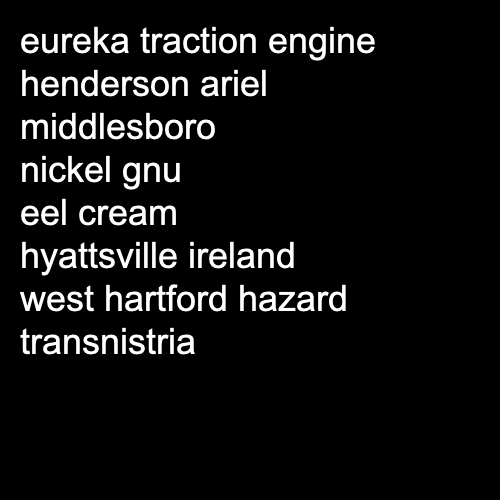 eureka traction engine
henderson ariel
middlesboro
nickel gnu
eel cream
hyattsville ireland
west hartford hazard
transnistria